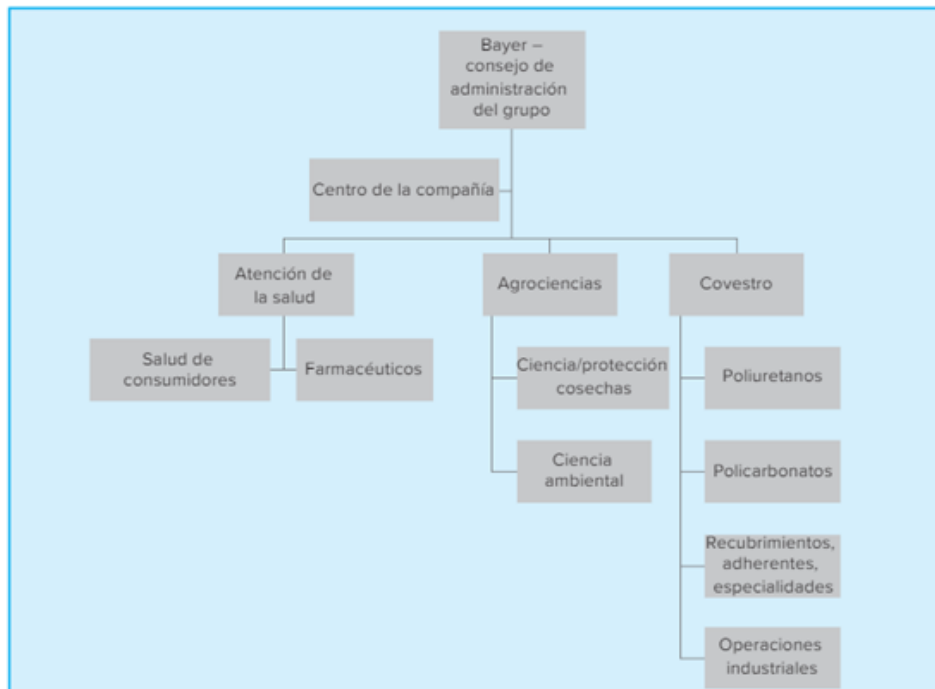 Bayer –
consejo de
administración
del grupo
Centro de la compañía
Atención de
la salud
Agrociencias
Covestro
Salud de
consumidores
Farmacéuticos
Ciencia/protección
cosechas
Poliuretanos
Ciencia
ambiental
Policarbonatos
Recubrimientos,
adherentes,
especialidades
Operaciones
industriales